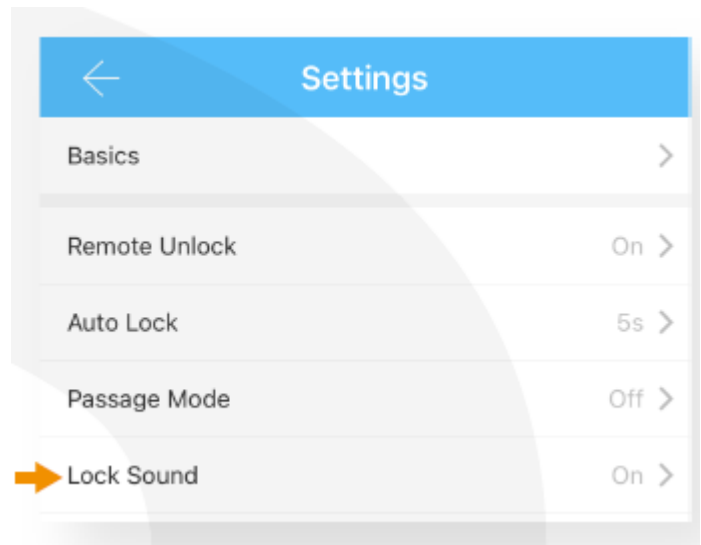 Settings
Basics
Remote Unlock On
Auto Lock 5s
Passage Mode Off
Lock Sound On